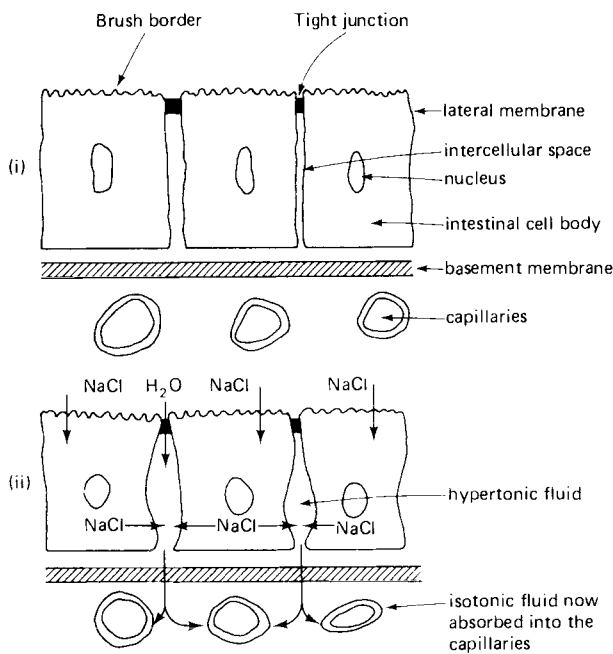 Brush border
Tight junction
lateral membrane
intercellular space
(i)
nucleus
intestinal cell body
basement membrane
capillaries
NaCl
H₂O
NaCl
NaCl
(ii)
hypertonic fluid
NaCl
NaCl
NaCl
isotonic fluid now
absorbed into the
capillaries